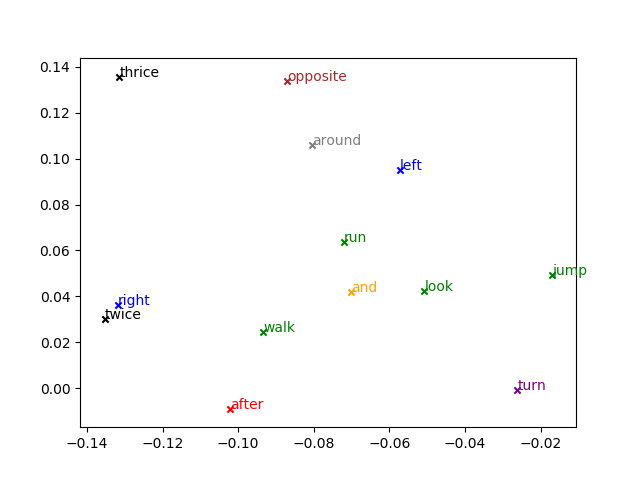 0.14
0.12
0.10
0.08
0.06
0.04
0.02
0.00
thrice
opposite
around
left
run
jump
look
and
right
twice
walk
turn
after
−0.14 −0.12 −0.10 −0.08 −0.06 −0.04 −0.02